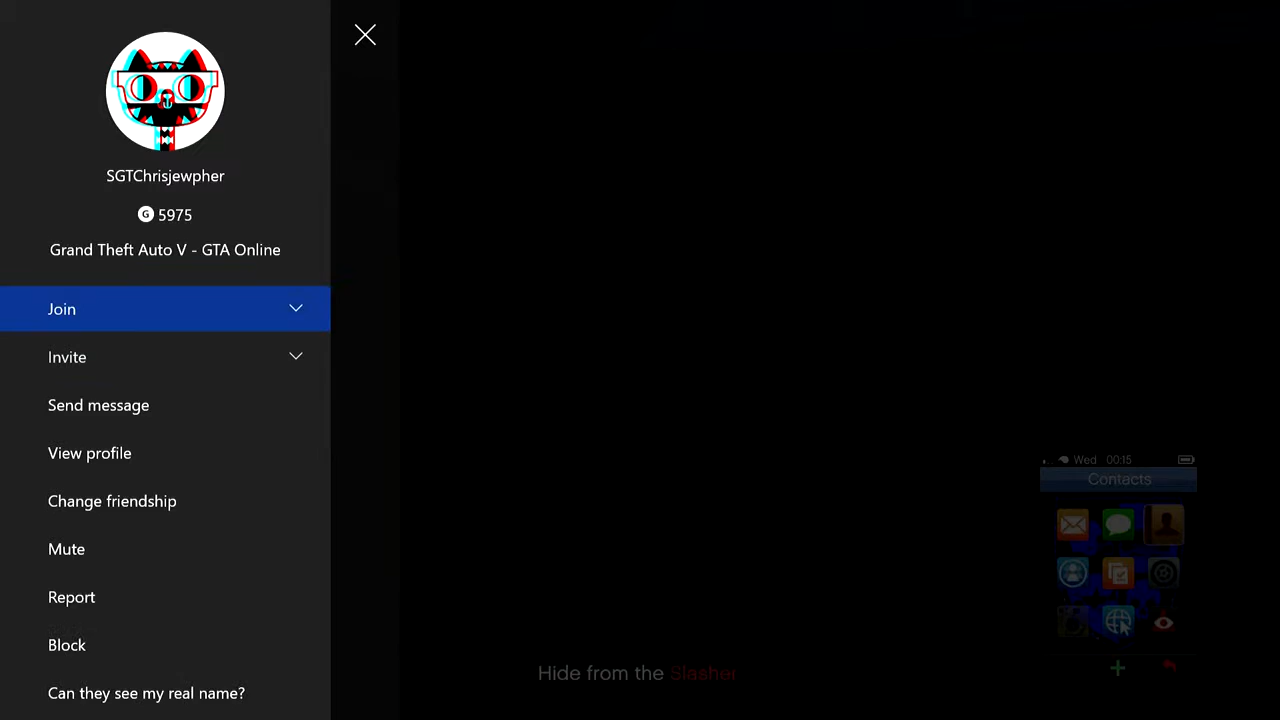 SGTChrisjewpher
G 5975
Grand Theft Auto V - GTA Online
Join
Invite
Send message
View profile
Change friendship
Mute
Report
Block
Can they see my real name?
Wed 00:15
Contacts
Hide from the Slasher